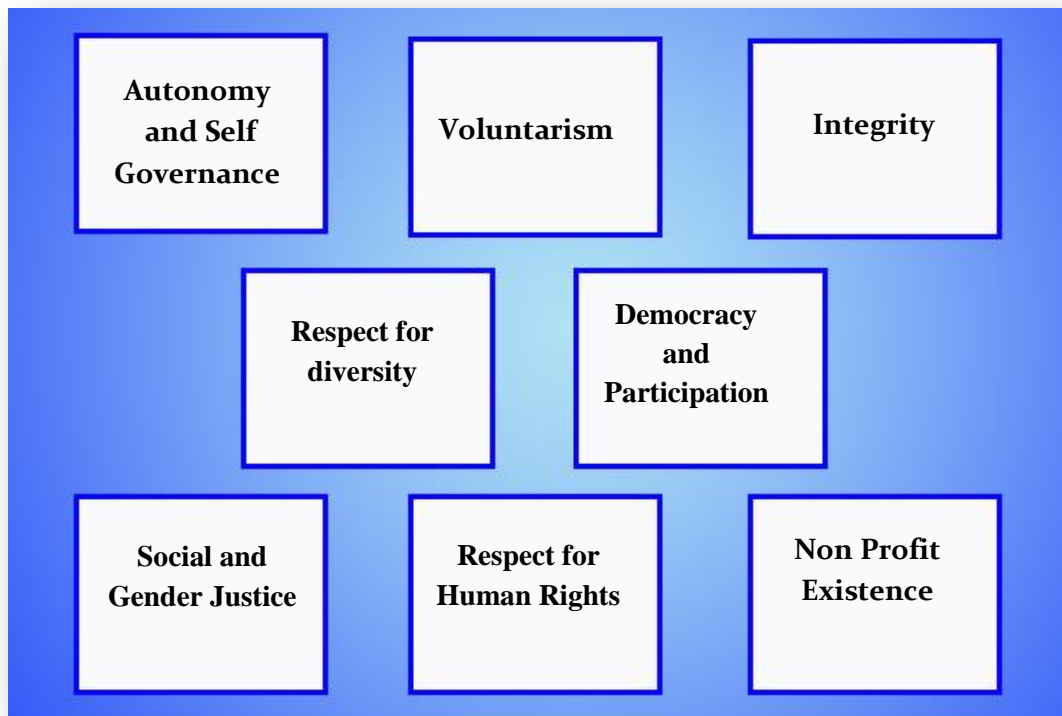 Autonomy
and Self
Governance
Voluntarism
Integrity
Respect for
diversity
Democracy
and
Participation
Social and
Gender Justice
Respect for
Human Rights
Non Profit
Existence